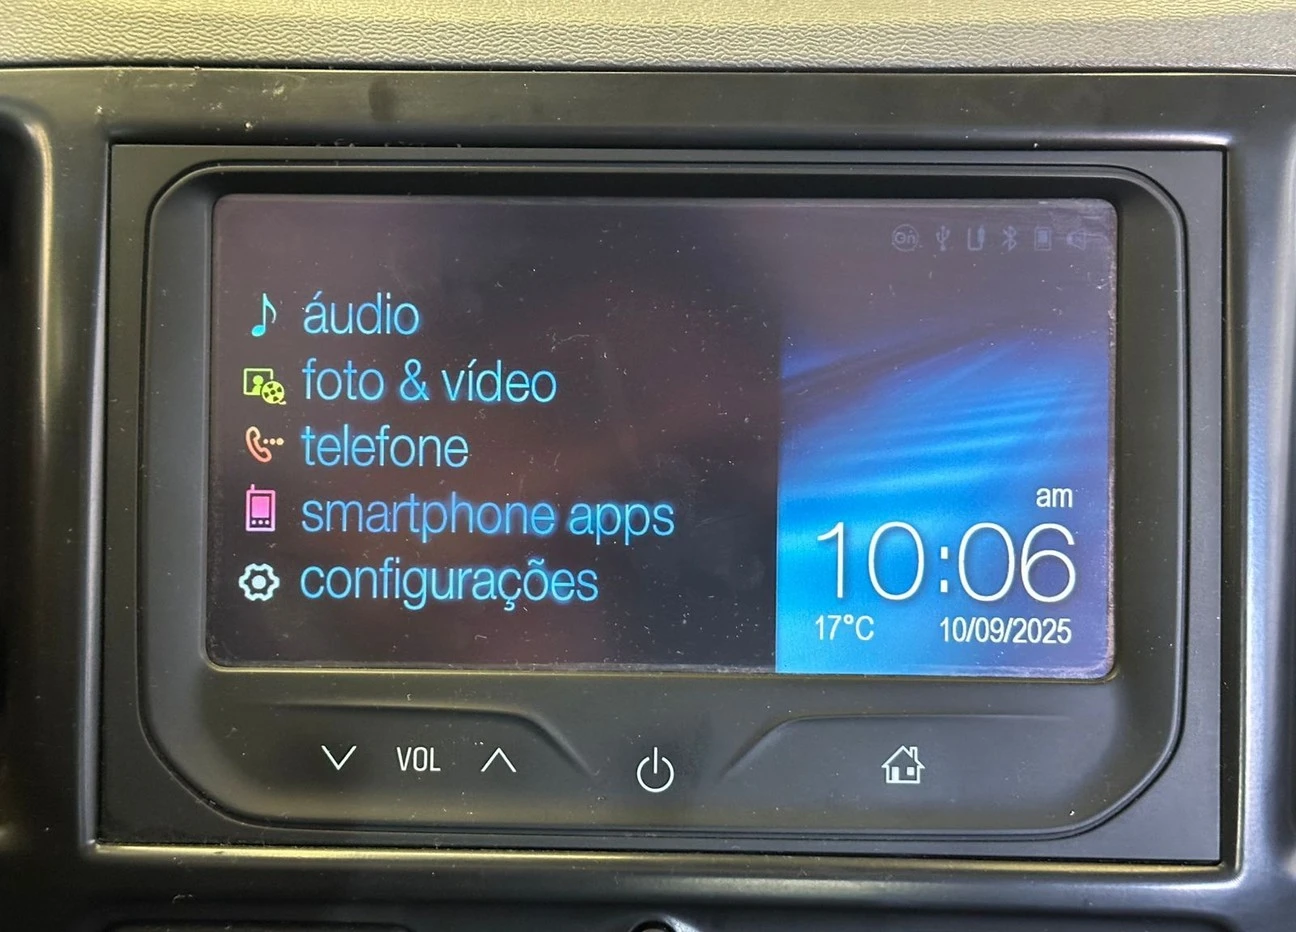 áudio
foto & vídeo
telefone
smartphone apps
configurações
am
10:06
17°C 10/09/2025
VOL